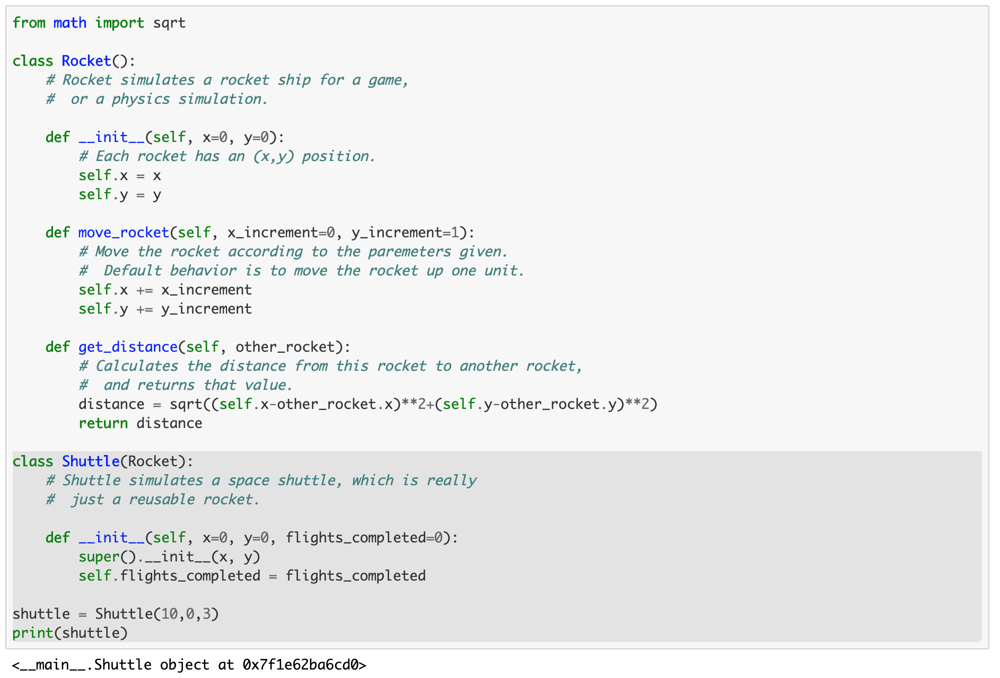 from math import sqrt

class Rocket():
    # Rocket simulates a rocket ship for a game,
    #  or a physics simulation.

    def __init__(self, x=0, y=0):
        # Each rocket has an (x,y) position.
        self.x = x
        self.y = y

    def move_rocket(self, x_increment=0, y_increment=1):
        # Move the rocket according to the paremeters given.
        #  Default behavior is to move the rocket up one unit.
        self.x += x_increment
        self.y += y_increment

    def get_distance(self, other_rocket):
        # Calculates the distance from this rocket to another rocket,
        #  and returns that value.
        distance = sqrt((self.x-other_rocket.x)**2+(self.y-other_rocket.y)**2)
        return distance

class Shuttle(Rocket):
    # Shuttle simulates a space shuttle, which is really
    #  just a reusable rocket.

    def __init__(self, x=0, y=0, flights_completed=0):
        super().__init__(x, y)
        self.flights_completed = flights_completed

shuttle = Shuttle(10,0,3)
print(shuttle)
<__main__.Shuttle object at 0x7f1e62ba6cd0>